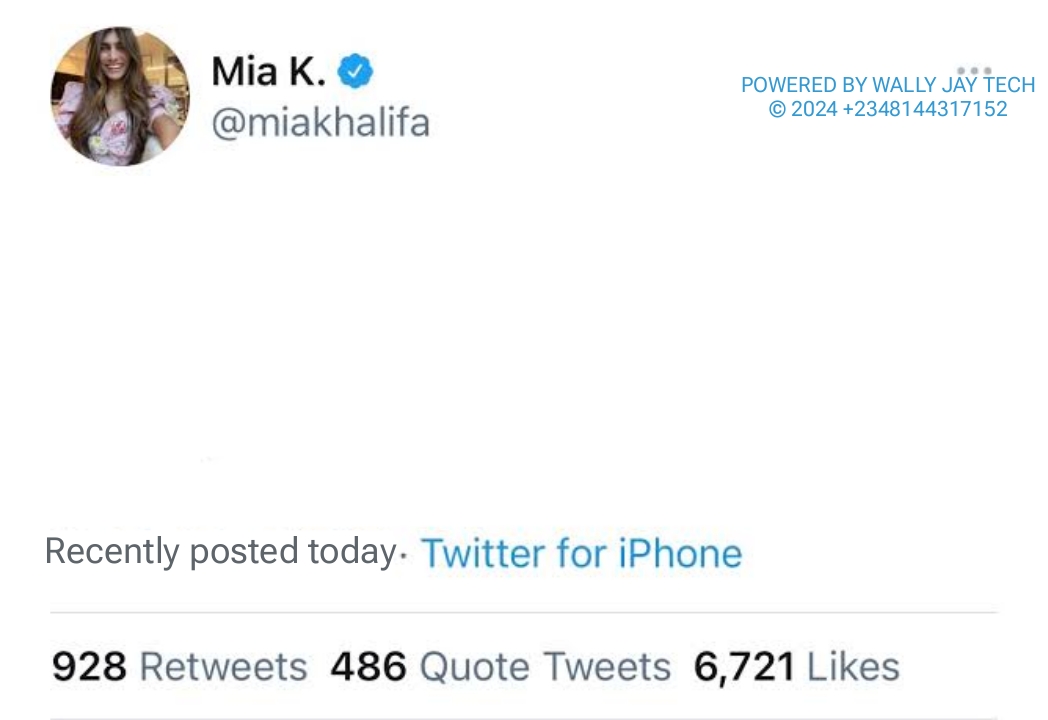 Mia K.
@miakhalifa
POWERED BY WALLY JAY TECH
© 2024 +2348144317152
Recently posted today· Twitter for iPhone
928 Retweets 486 Quote Tweets 6,721 Likes